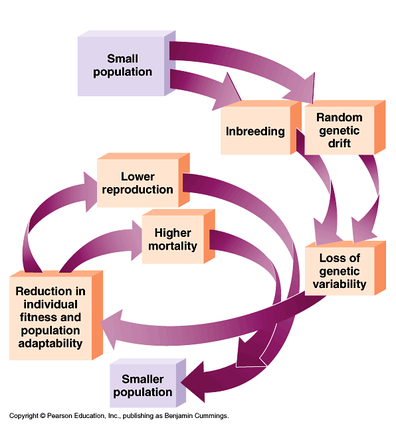 Small
population
Inbreeding
Random
genetic
drift
Lower
reproduction
Higher
mortality
Loss of
genetic
variability
Reduction in
individual
fitness and
population
adaptability
Smaller
population
Copyright © Pearson Education, Inc., publishing as Benjamin Cummings.